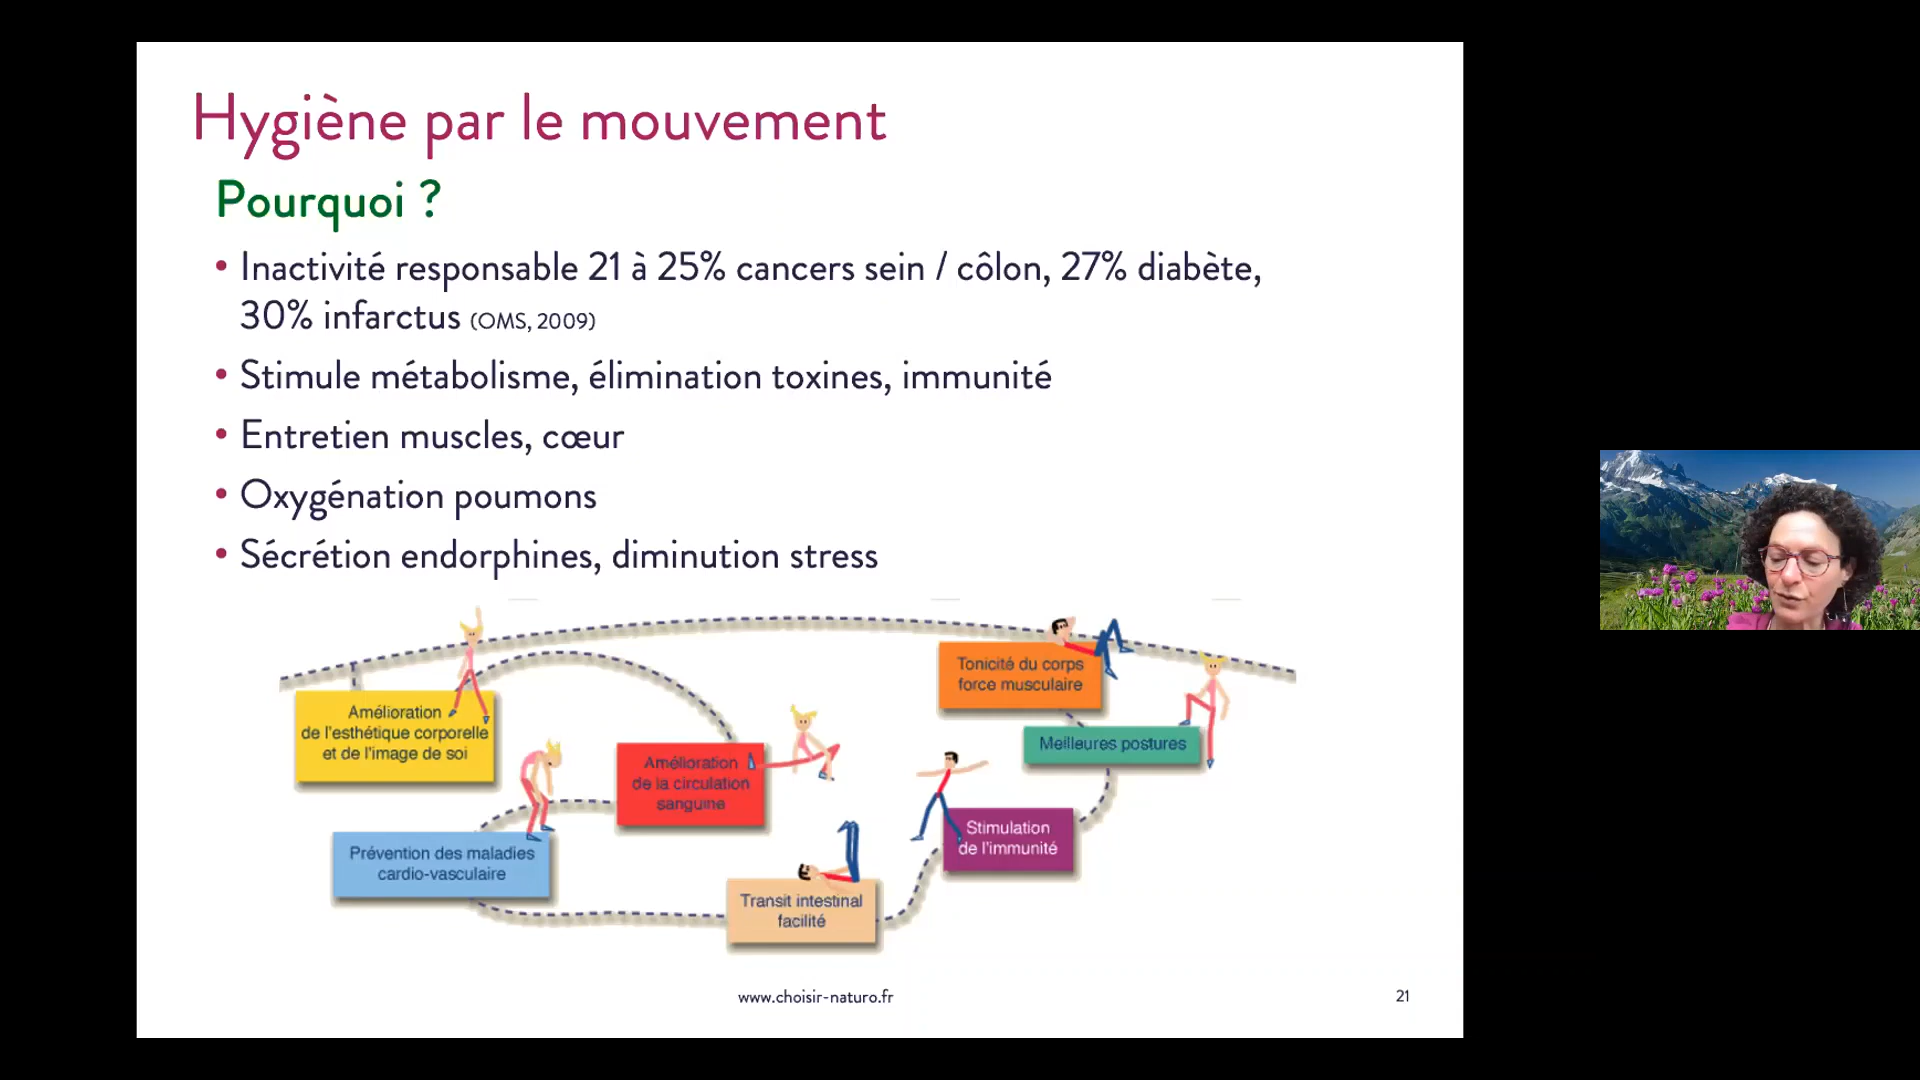 Hygiène par le mouvement
Pourquoi ?
• Inactivité responsable 21 à 25% cancers sein / côlon, 27% diabète,
30% infarctus (OMS, 2009)
• Stimule métabolisme, élimination toxines, immunité
• Entretien muscles, cœur
• Oxygénation poumons
• Sécrétion endorphines, diminution stress
Amélioration
de l'esthétique corporelle
et de l'image de soi
Amélioration
de la circulation
sanguine
Prévention des maladies
cardio-vasculaire
Transit intestinal
facilité
Stimulation
de l'immunité
Meilleures postures
Tonicité du corps
force musculaire
www.choisir-naturo.fr
21